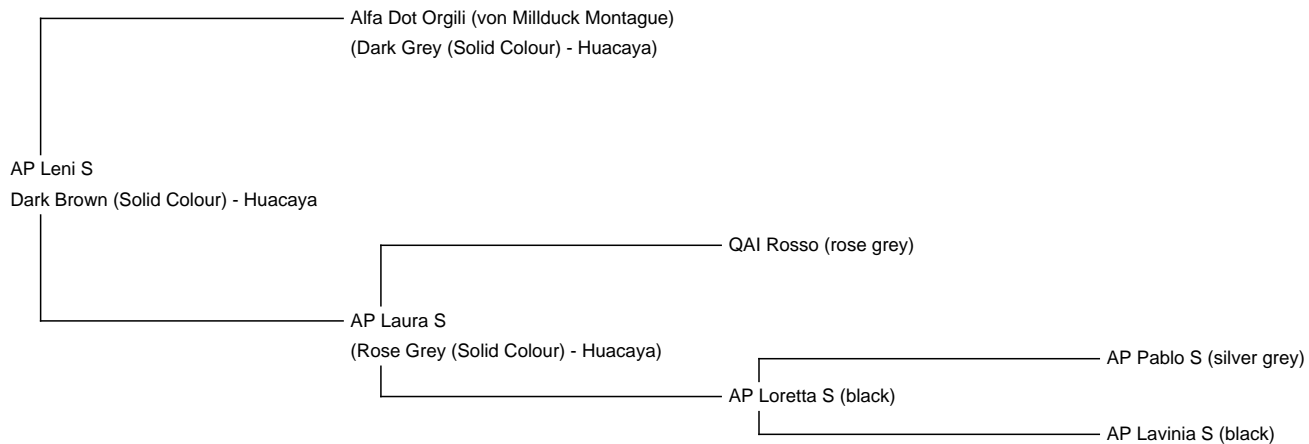 Alfa Dot Orgili (von Millduck Montague)
(Dark Grey (Solid Colour) - Huacaya)
AP Leni S
Dark Brown (Solid Colour) - Huacaya
QAI Rosso (rose grey)
AP Laura S
(Rose Grey (Solid Colour) - Huacaya)
AP Pablo S (silver grey)
AP Loretta S (black)
AP Lavinia S (black)